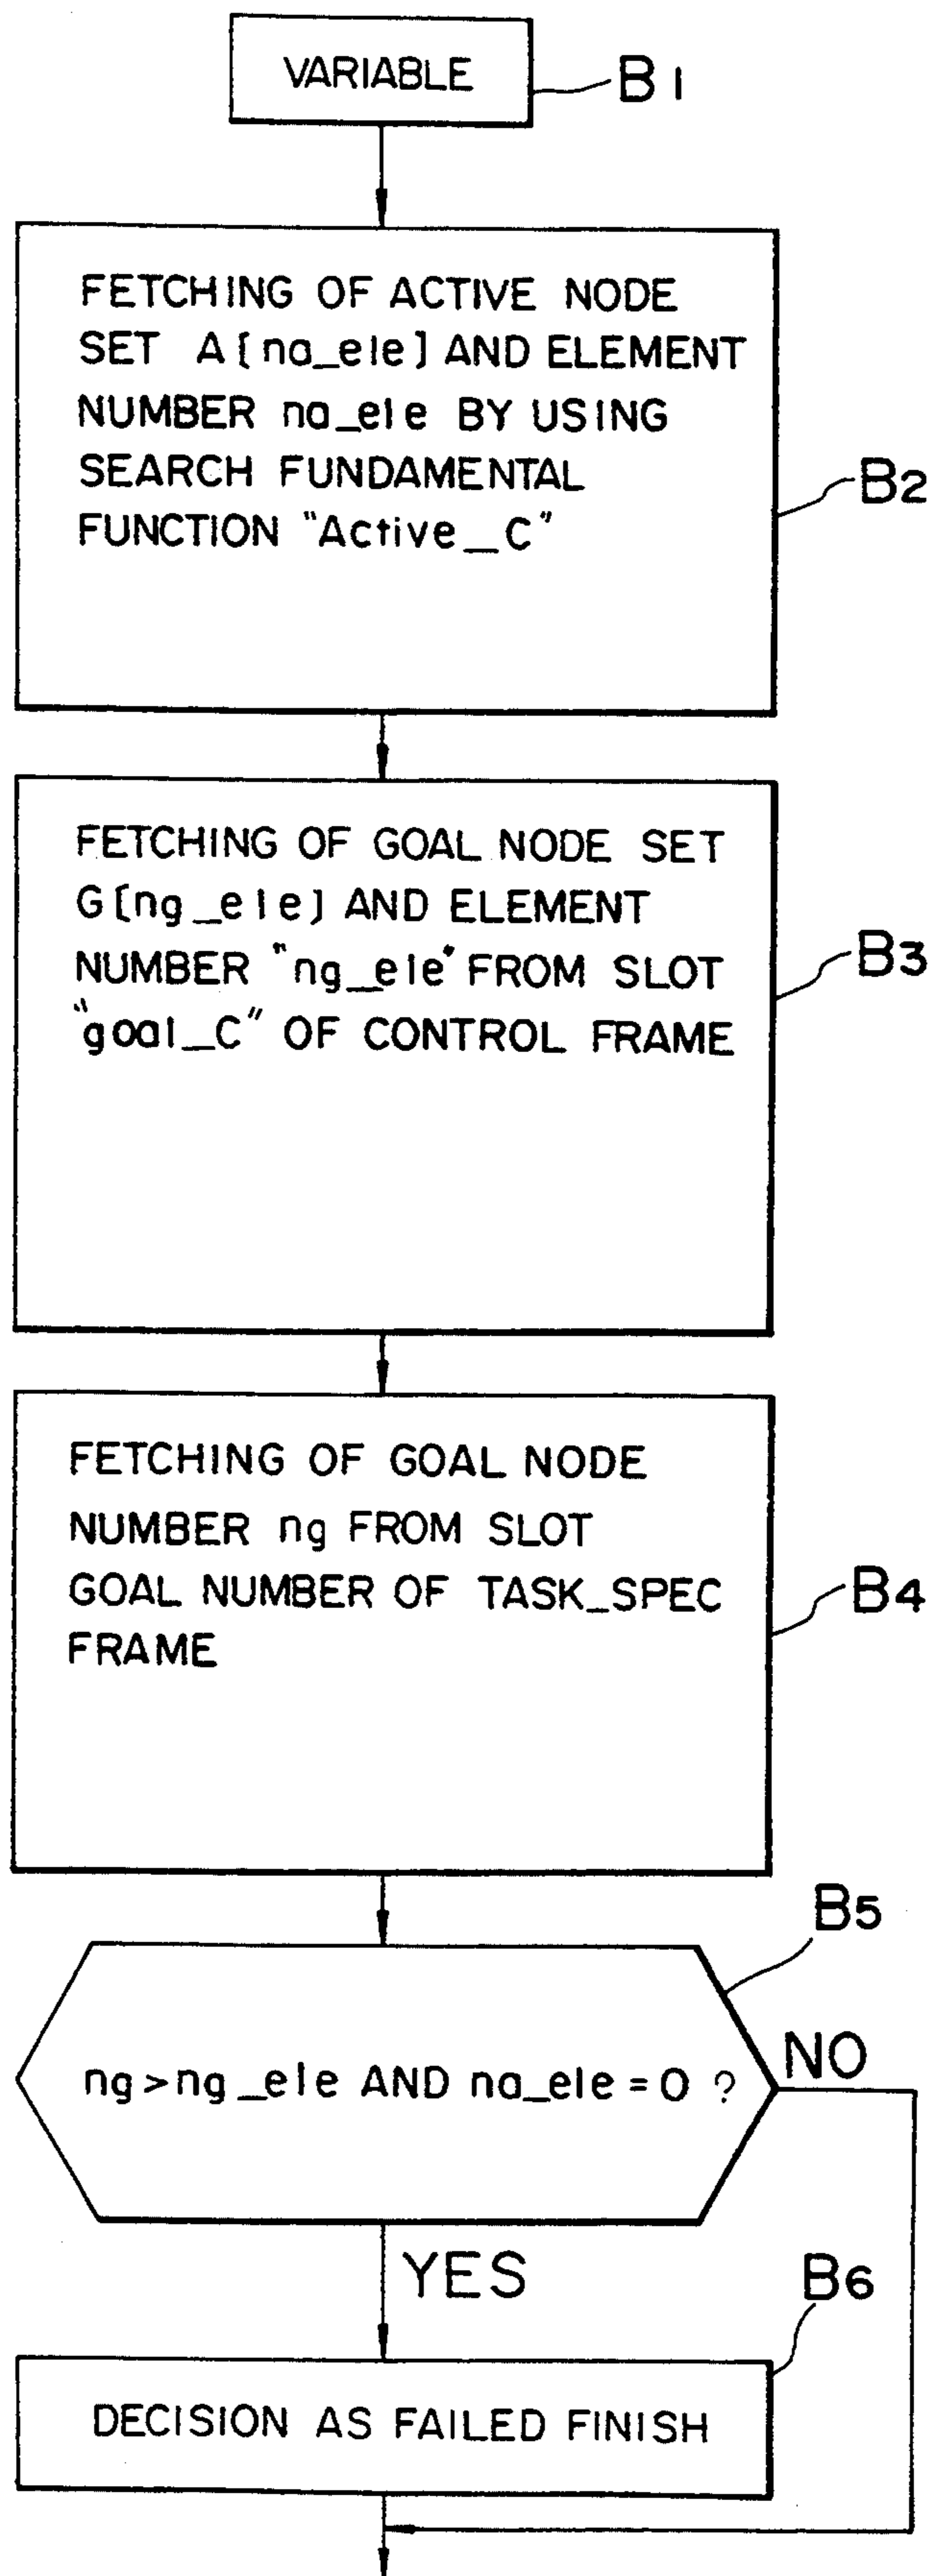 VARIABLE
B1
FETCHING OF ACTIVE NODE
SET A[na_ele] AND ELEMENT
NUMBER na_ele BY USING
SEARCH FUNDAMENTAL
FUNCTION "Active_C"
B2
FETCHING OF GOAL NODE SET
G[ng_ele] AND ELEMENT
NUMBER "ng_ele" FROM SLOT
"goal_C" OF CONTROL FRAME
B3
FETCHING OF GOAL NODE
NUMBER ng FROM SLOT
GOAL NUMBER OF TASK_SPEC
FRAME
B4
B5
ng>ng_ele AND na_ele=0 ?
NO
YES
B6
DECISION AS FAILED FINISH